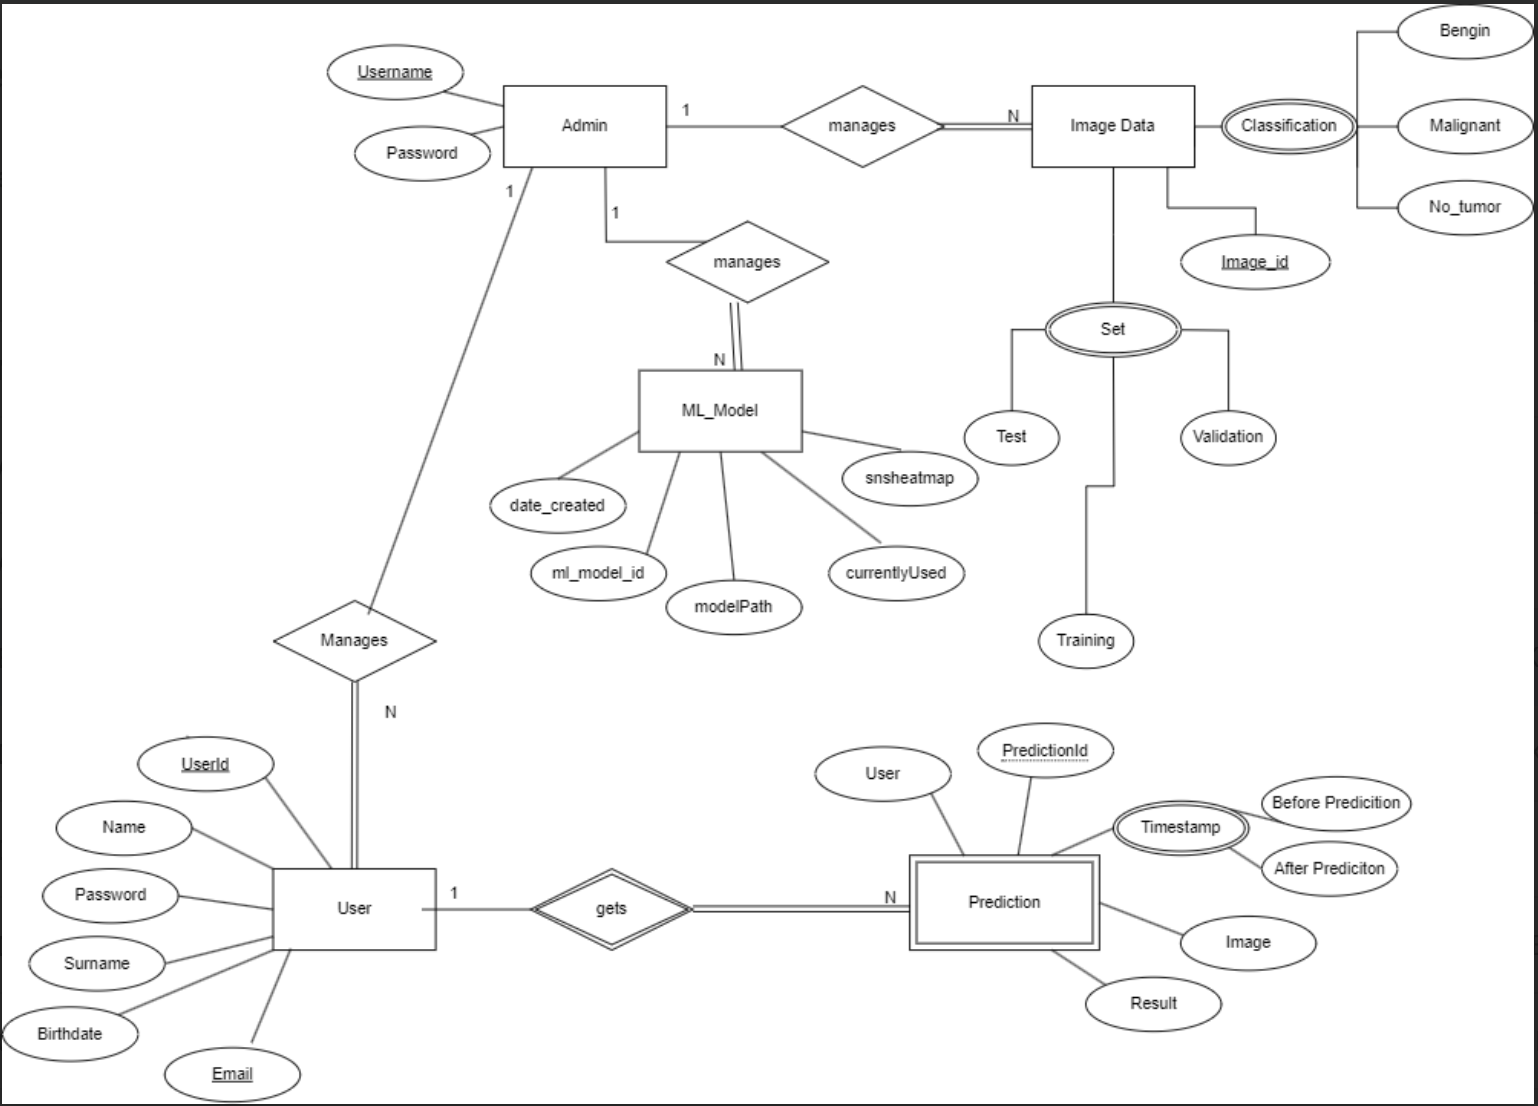 Bengin
Username
1
N
Admin
manages
Image Data
Classification
Malignant
Password
1
1
No_tumor
manages
Image_id
Set
N
ML_Model
Test
Validation
snsheatmap
date_created
ml_model_id
currentlyUsed
modelPath
Manages
Training
N
UserId
User
PredictionId
Before Predicition
Name
Timestamp
After Prediciton
Password
1
N
User
gets
Prediction
Surname
Image
Result
Birthdate
Email